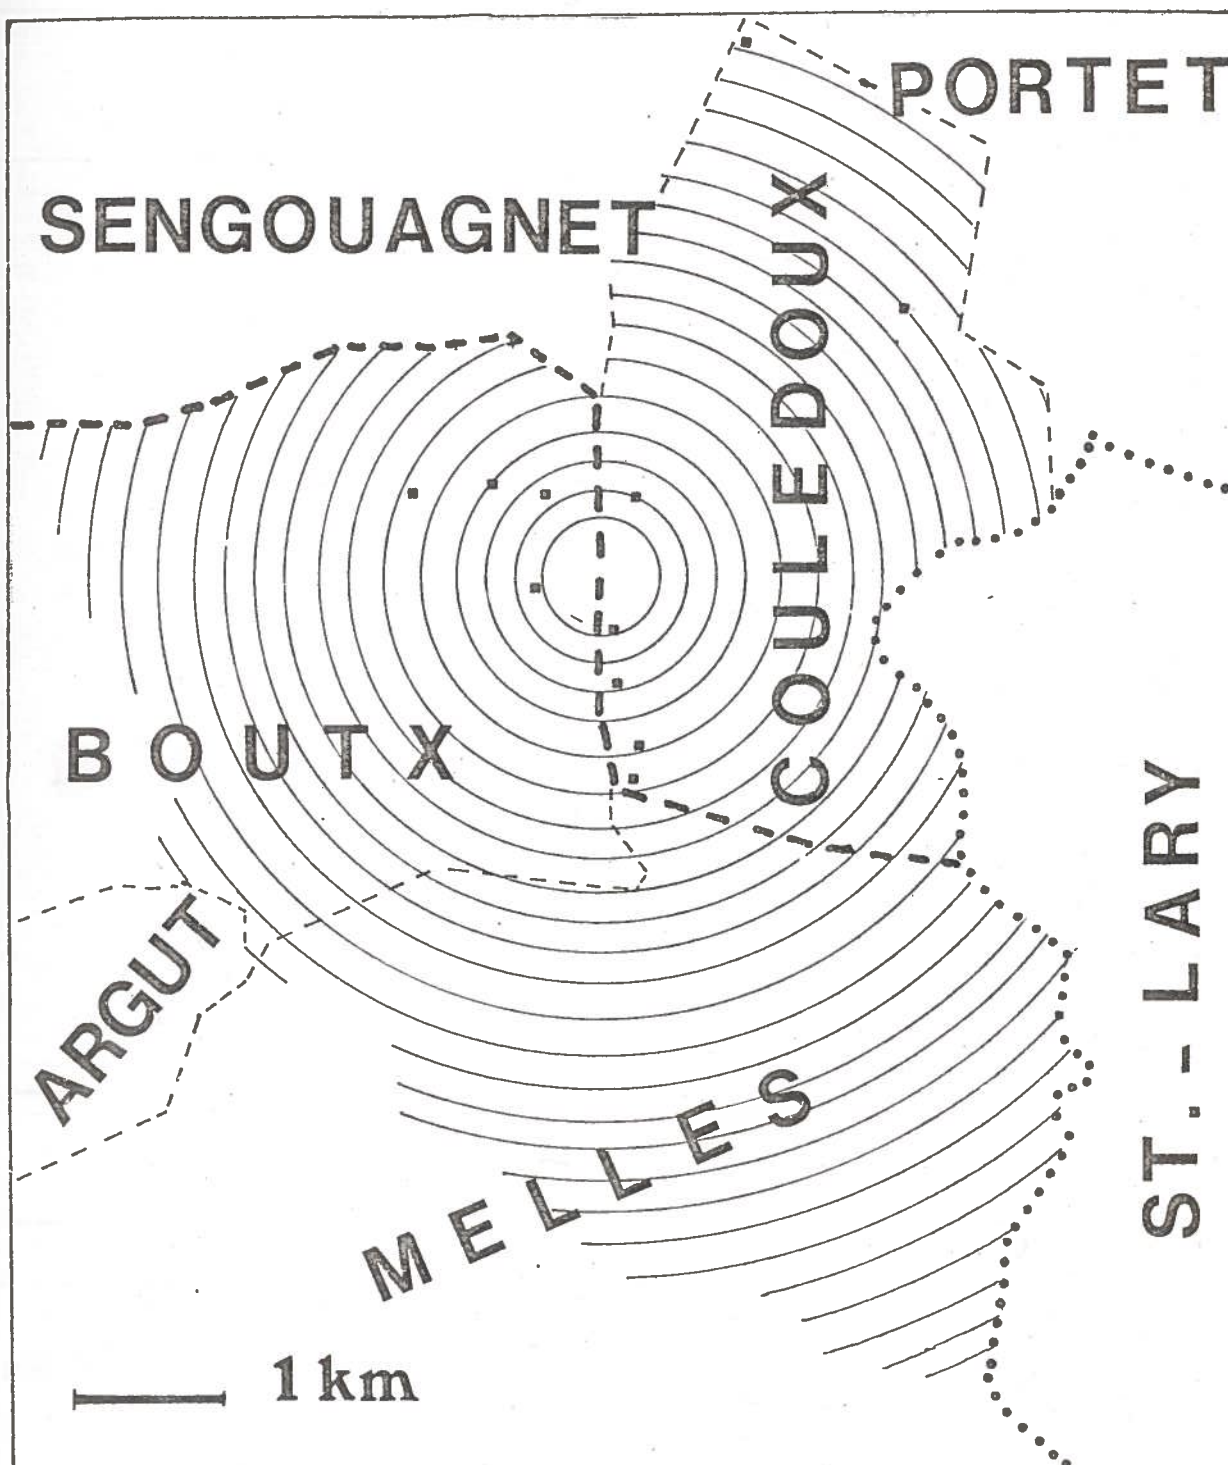 PORTET
SENGOUAGNET
COULEDOUX
BOUTX
ARGUT
MELLES
ST.-LARY
1 km